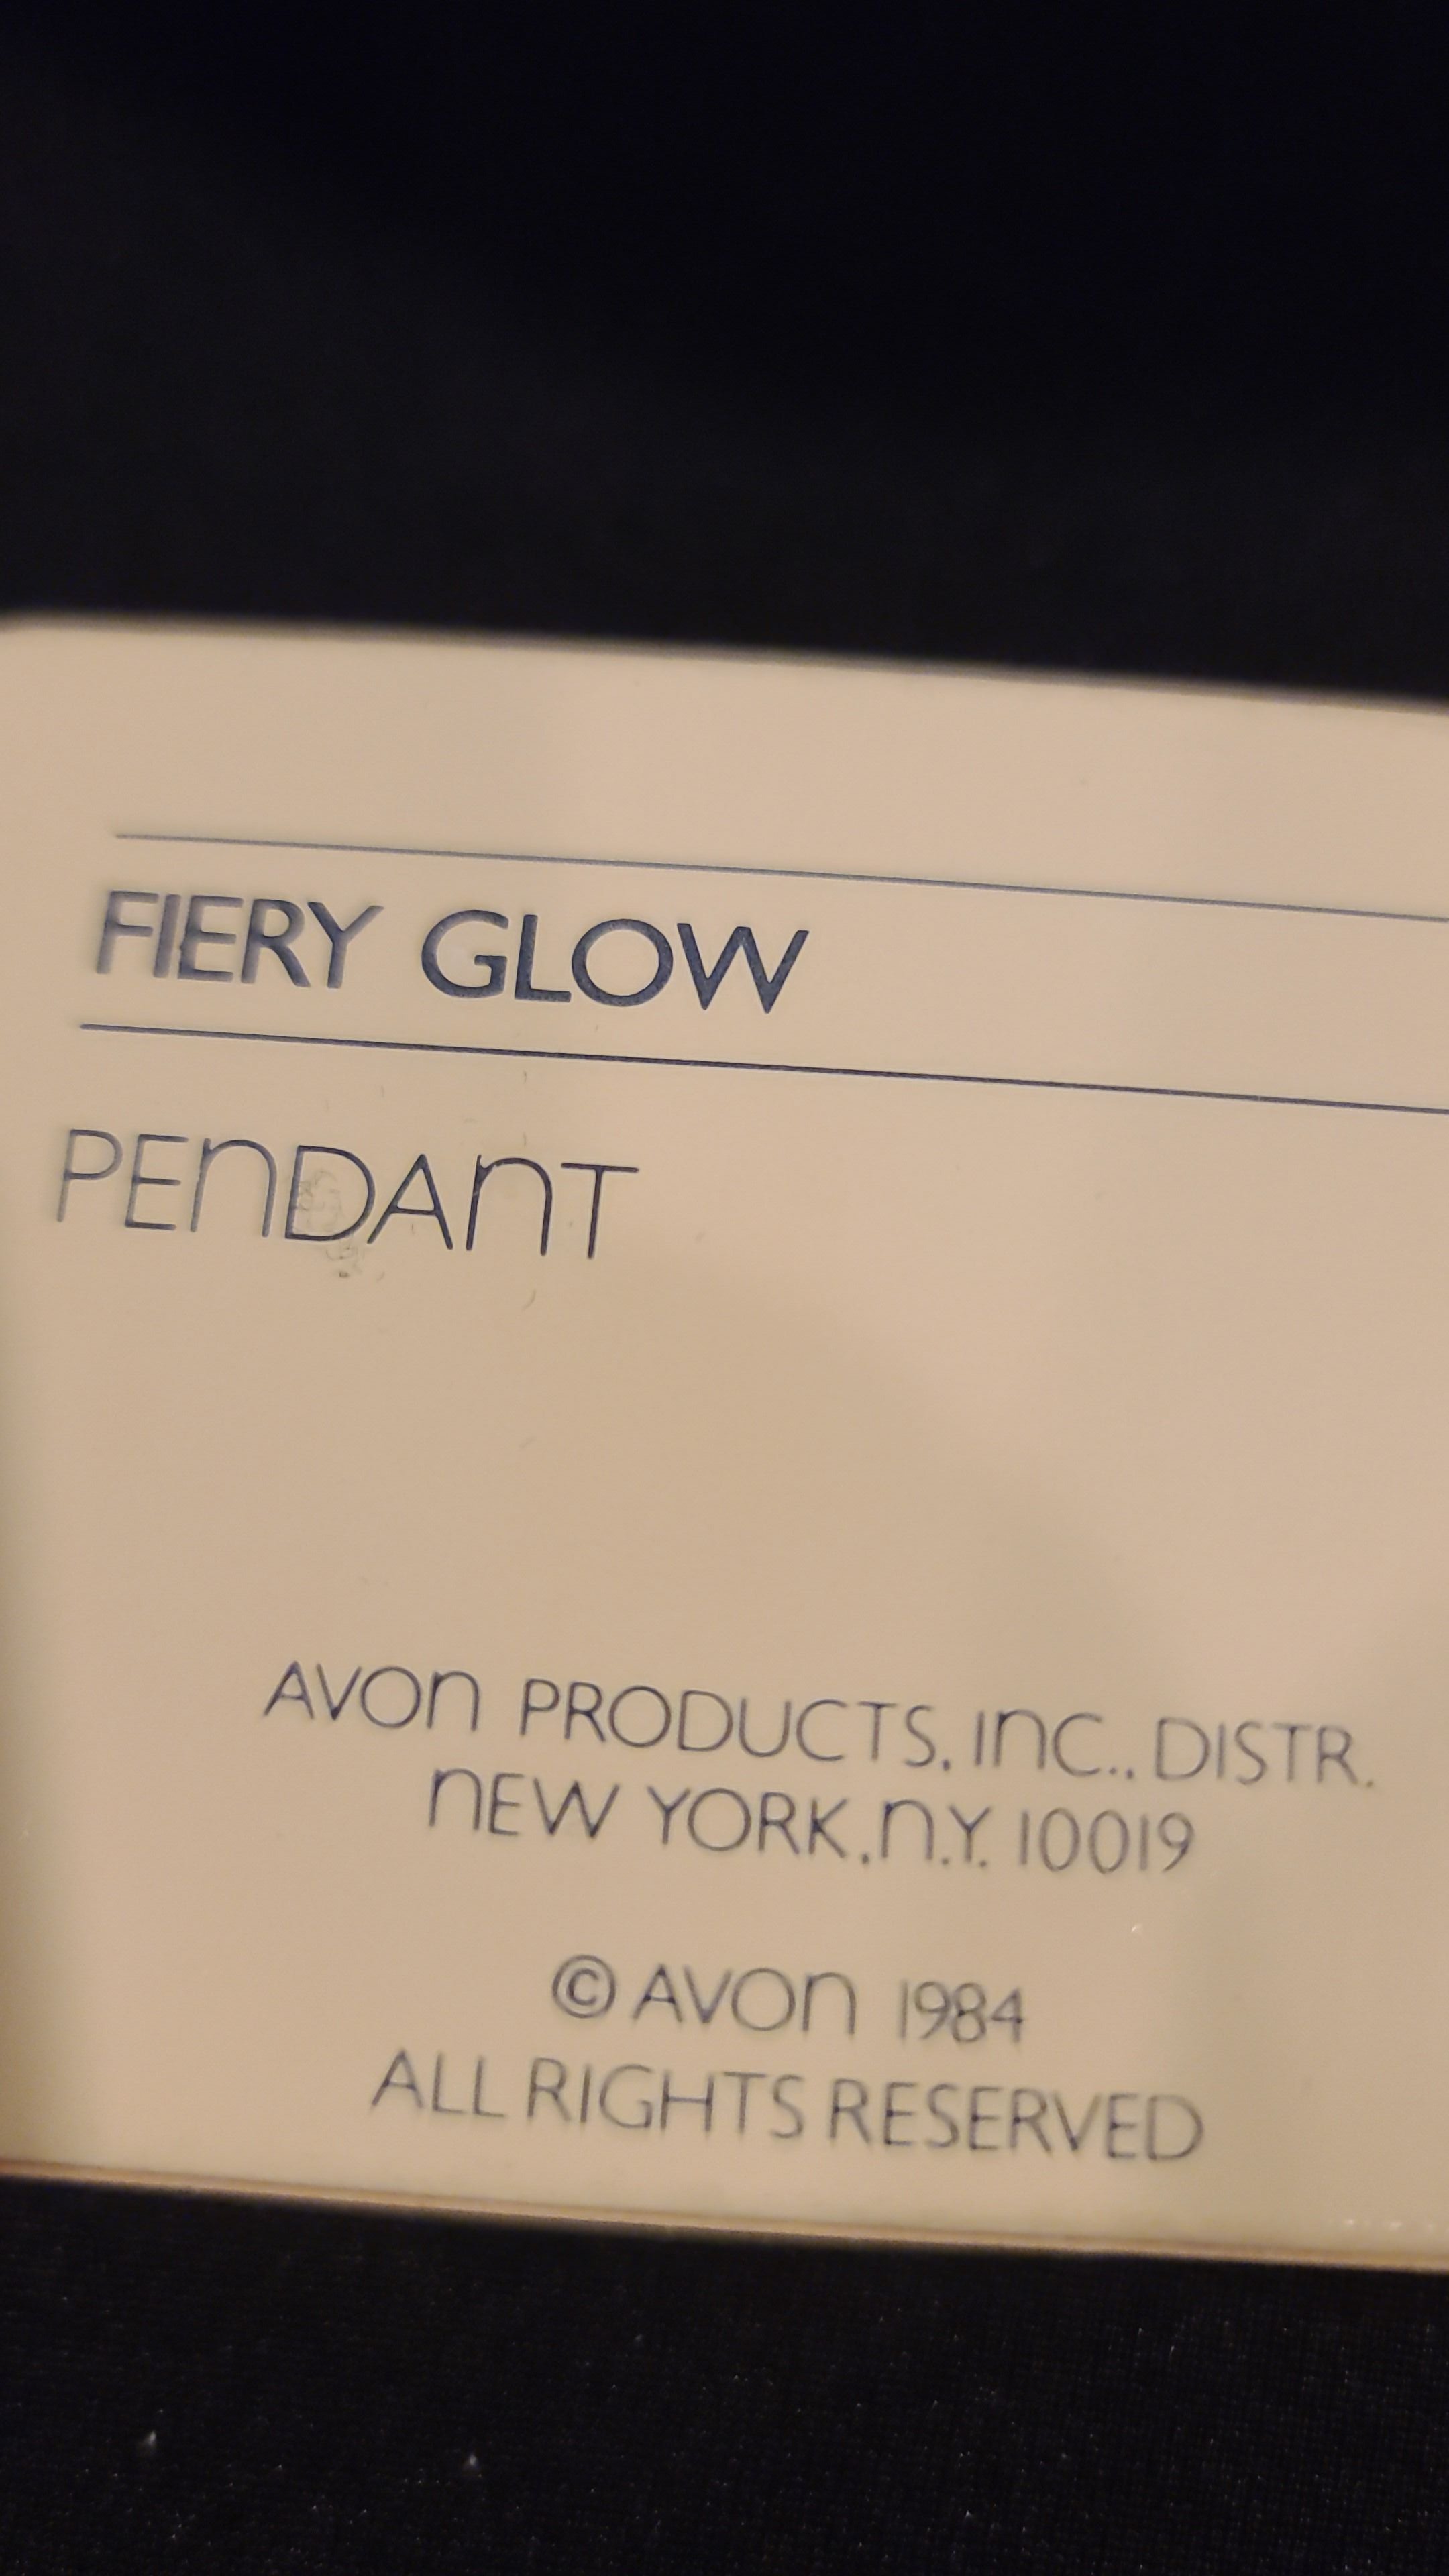 FIERY GLOW
PENDANT
AVON PRODUCTS, INC., DISTR.
NEW YORK, N.Y. 10019
© AVON 1984
ALL RIGHTS RESERVED